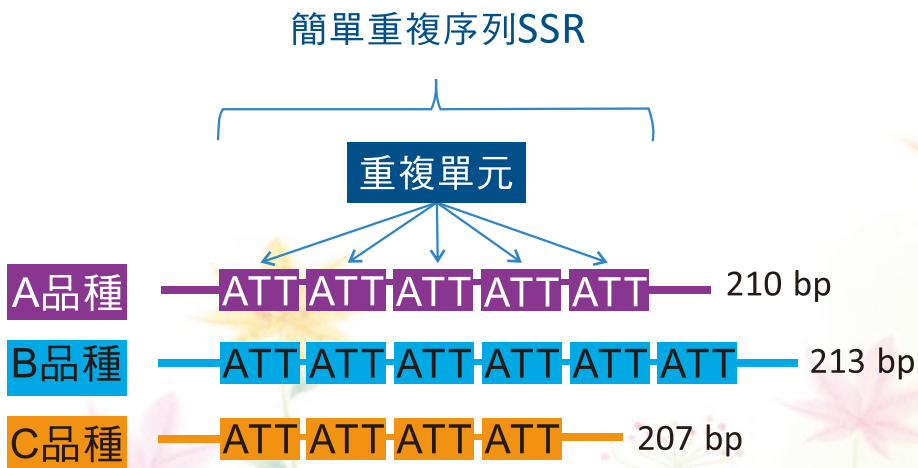 簡單重複序列SSR
重複單元
A品種 ATT ATT ATT ATT ATT 210 bp
B品種 ATT ATT ATT ATT ATT ATT 213 bp
C品種 ATT ATT ATT ATT 207 bp